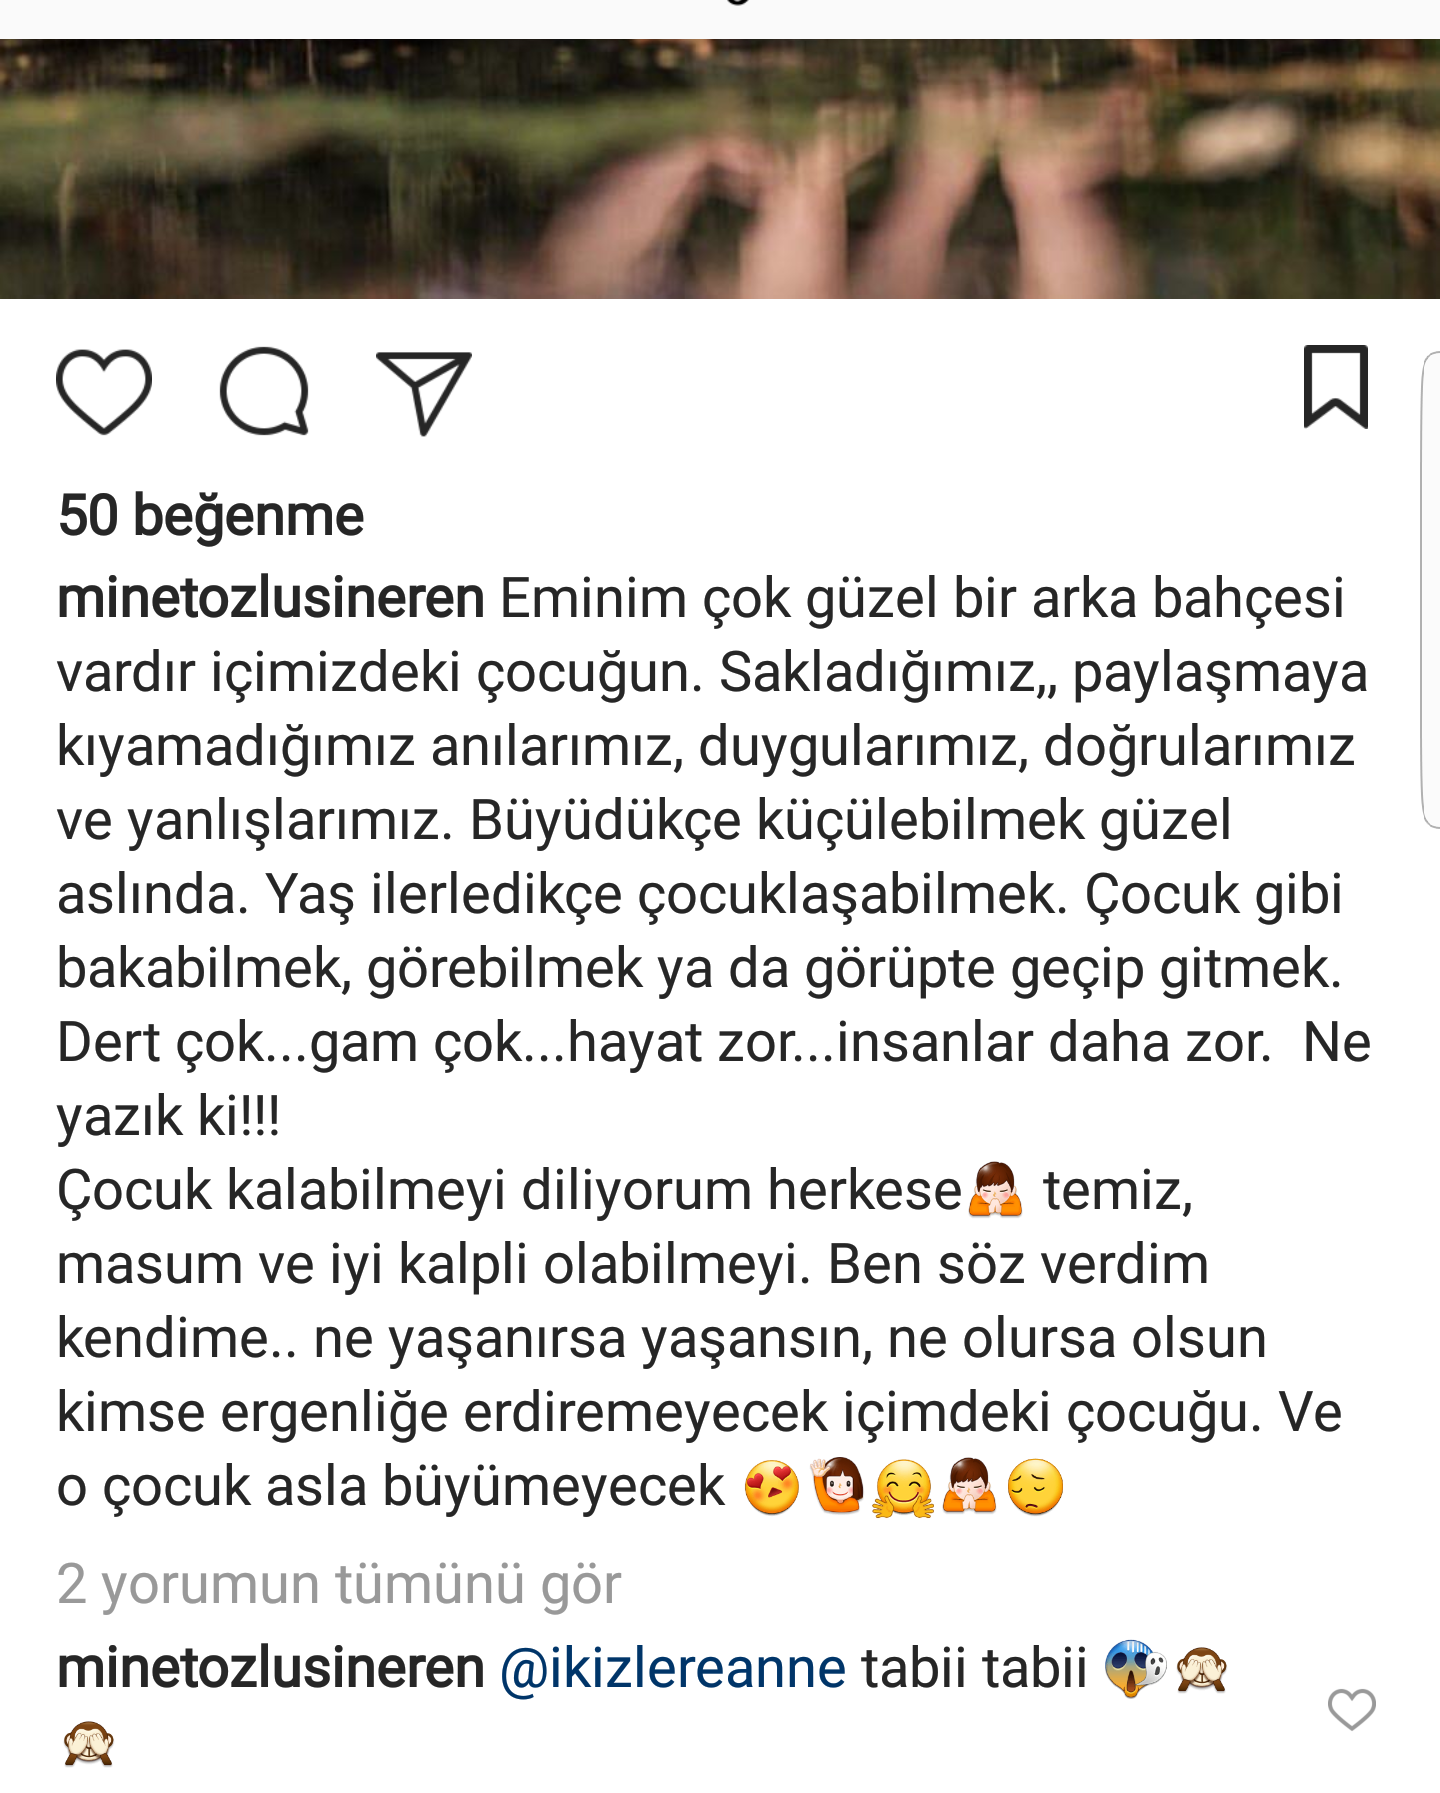 50 beğenme
minetozlusineren Eminim çok güzel bir arka bahçesi
vardır içimizdeki çocuğun. Sakladığımız,, paylaşmaya
kıyamadığımız anılarımız, duygularımız, doğrularımız
ve yanlışlarımız. Büyüdükçe küçülebilmek güzel
aslında. Yaş ilerledikçe çocuklaşabilmek. Çocuk gibi
bakabilmek, görebilmek ya da görüpte geçip gitmek.
Dert çok...gam çok...hayat zor...insanlar daha zor.  Ne
yazık ki!!!
Çocuk kalabilmeyi diliyorum herkese🙏 temiz,
masum ve iyi kalpli olabilmeyi. Ben söz verdim
kendime.. ne yaşanırsa yaşansın, ne olursa olsun
kimse ergenliğe erdiremeyecek içimdeki çocuğu. Ve
o çocuk asla büyümeyecek 😍🙋🤗🙏😔
2 yorumun tümünü gör
minetozlusineren @ikizlereanne tabii tabii 😱🙈
🙈